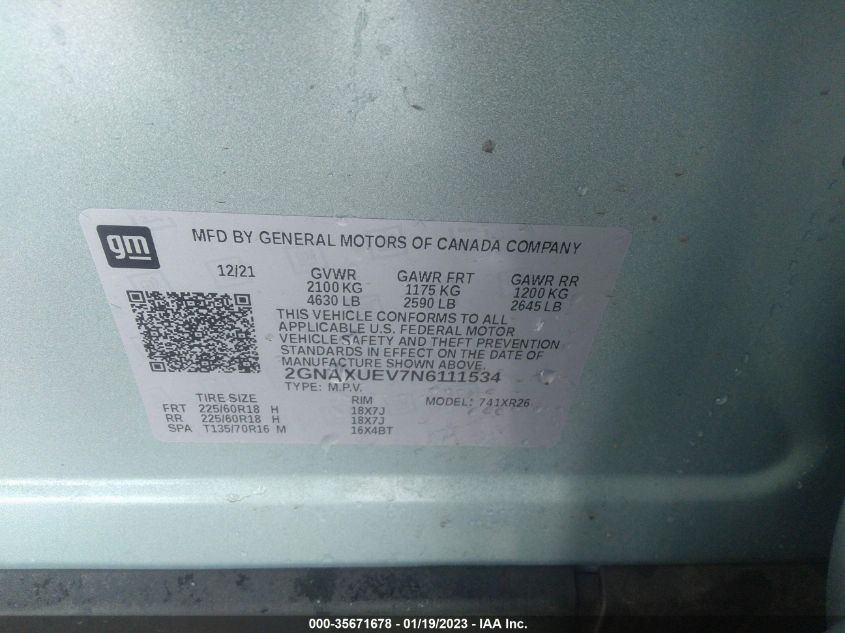 gm
MFD BY GENERAL MOTORS OF CANADA COMPANY
12/21 GVWR GAWR FRT GAWR RR
2100 KG 1175 KG 1200 KG
4630 LB 2590 LB 2645 LB
THIS VEHICLE CONFORMS TO ALL
APPLICABLE U.S. FEDERAL MOTOR
VEHICLE SAFETY AND THEFT PREVENTION
STANDARDS IN EFFECT ON THE DATE OF
MANUFACTURE SHOWN ABOVE.
2GNAXUEV7N6111534
TYPE: M.P.V. MODEL: 741XR26
TIRE SIZE RIM
FRT 225/60R18 H 18X7J
RR 225/60R18 H 18X7J
SPA T135/70R16 M 16X4BT
000-35671678 - 01/19/2023 - IAA Inc.